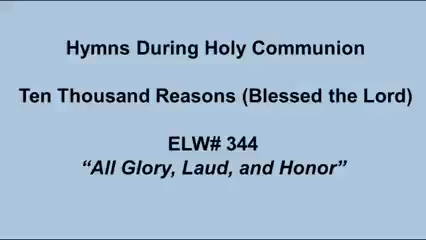 Hymns During Holy Communion
Ten Thousand Reasons (Blessed the Lord)
ELW# 344
“All Glory, Laud, and Honor”